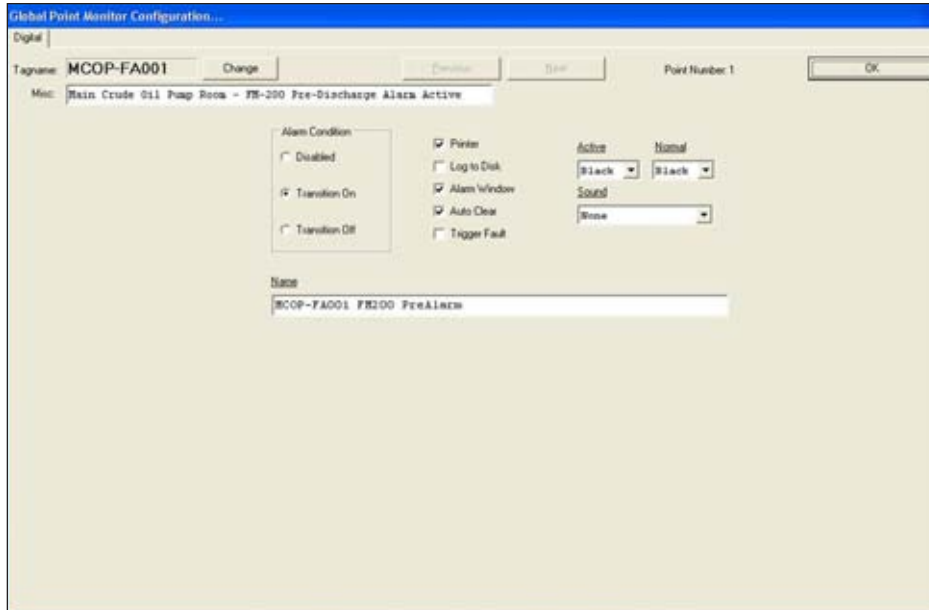 Global Point Monitor Configuration...
Digital
Tagname: MCOP-FA001 Change Previous Next Point Number: 1 OK
Misc: Main Crude Oil Pump Room - FM-200 Pre-Discharge Alarm Active
Alarm Condition
Disabled
Transition On
Transition Off
Printer
Log to Disk
Alarm Window
Auto Clear
Trigger Fault
Active Normal
Black Black
Sound
None
Name
MCOP-FA001 FM200 PreAlarm